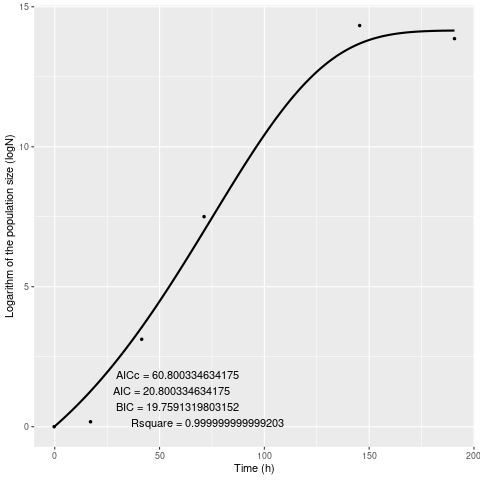 15
10
5
0
Logarithm of the population size (logN)
AICc = 60.800334634175
AIC = 20.800334634175
BIC = 19.7591319803152
Rsquare = 0.999999999999203
0 50 100 150 200
Time (h)